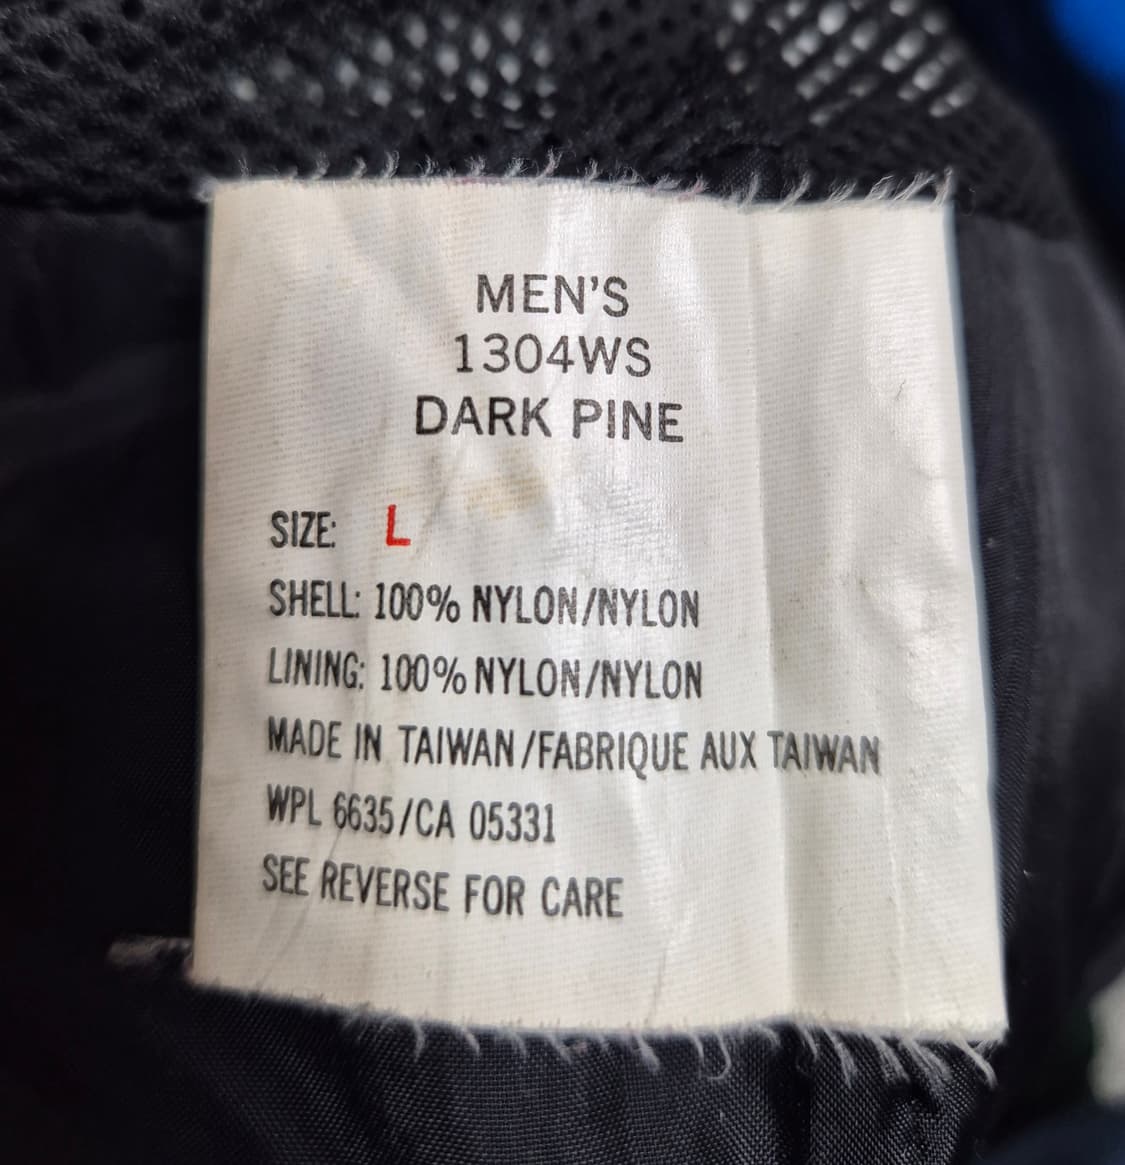 MEN'S
1304WS
DARK PINE
SIZE: L
SHELL: 100% NYLON/NYLON
LINING: 100% NYLON/NYLON
MADE IN TAIWAN/FABRIQUE AUX TAIWAN
WPL 6635/CA 05331
SEE REVERSE FOR CARE